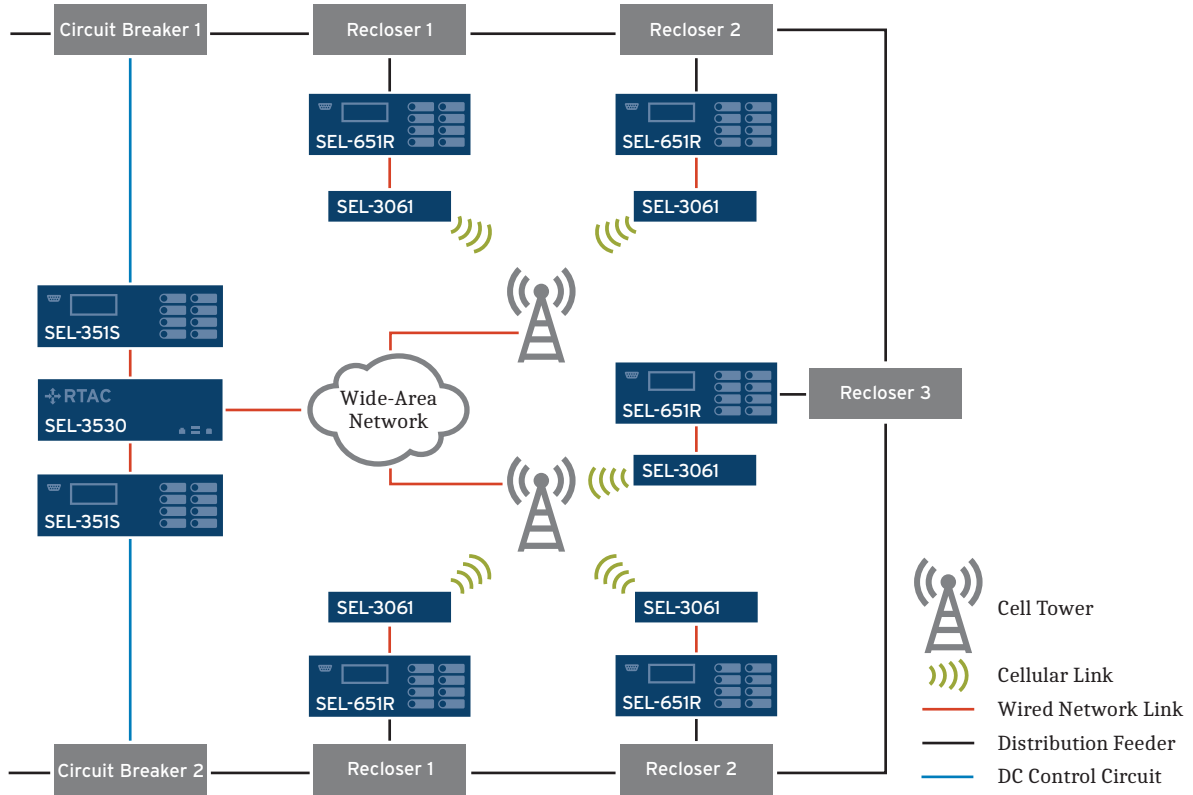 Circuit Breaker 1
Recloser 1
Recloser 2
SEL-651R
SEL-651R
SEL-3061
SEL-3061
SEL-351S
RTAC
SEL-3530
SEL-351S
Wide-Area
Network
SEL-651R
Recloser 3
SEL-3061
SEL-3061
SEL-3061
SEL-651R
SEL-651R
Circuit Breaker 2
Recloser 1
Recloser 2
Cell Tower
Cellular Link
Wired Network Link
Distribution Feeder
DC Control Circuit